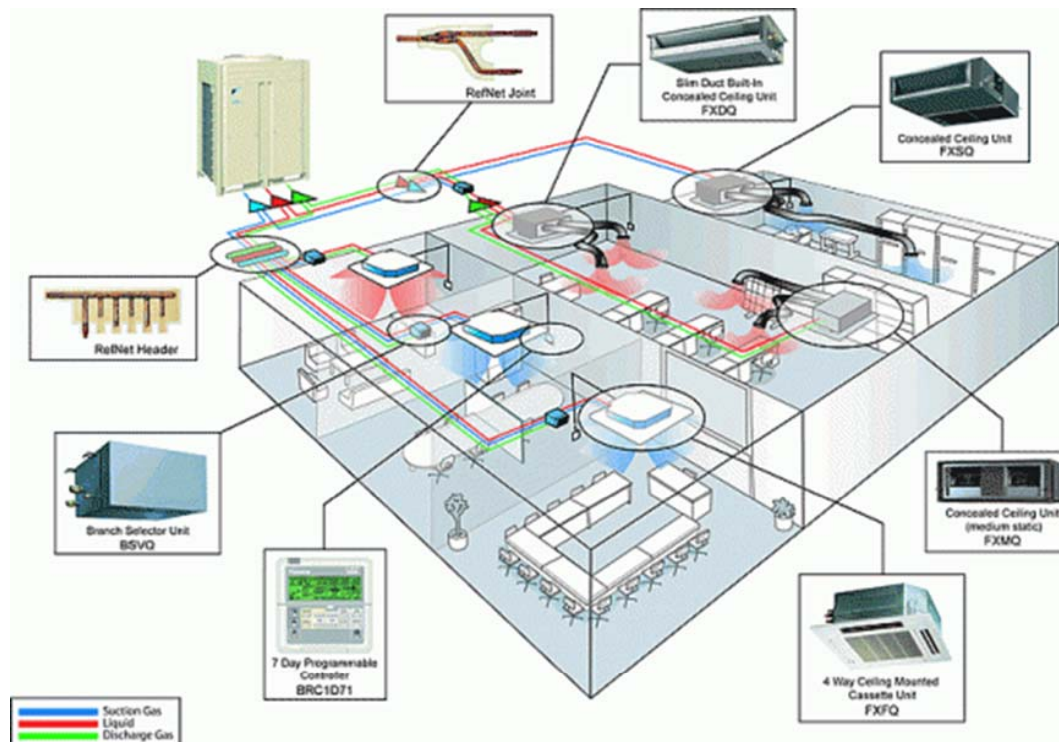 RefNet Joint
Slim Duct Built-In
Concealed Ceiling Unit
FXDQ
Concealed Ceiling Unit
FXSQ
RefNet Header
Branch Selector Unit
BSVQ
7 Day Programmable
Controller
BRC1D71
Concealed Ceiling Unit
(medium static)
FXMQ
4 Way Ceiling Mounted
Cassette Unit
FXFQ
Suction Gas
Liquid
Discharge Gas